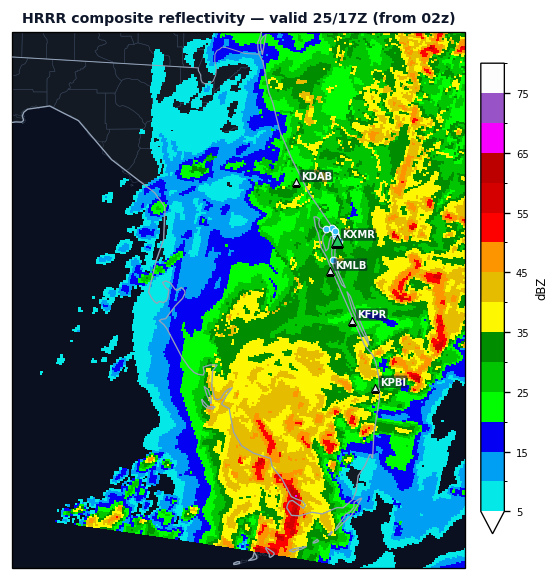 HRRR composite reflectivity — valid 25/17Z (from 02z)
KDAB
KXMR
KMLB
KFPR
KPBI
75
65
55
45
35
25
15
5
dBZ